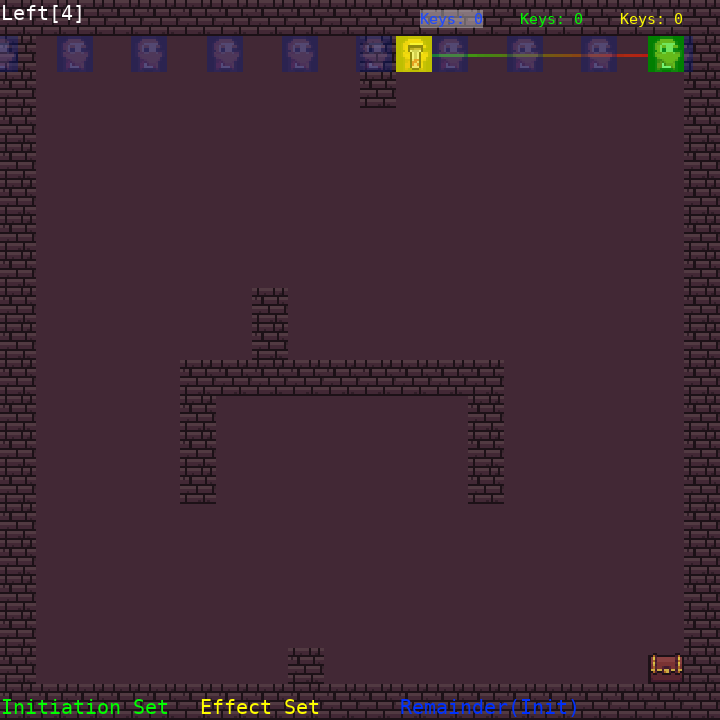 Left[4]
Keys: 0 Keys: 0 Keys: 0
Initiation Set Effect Set Remainder(Init)